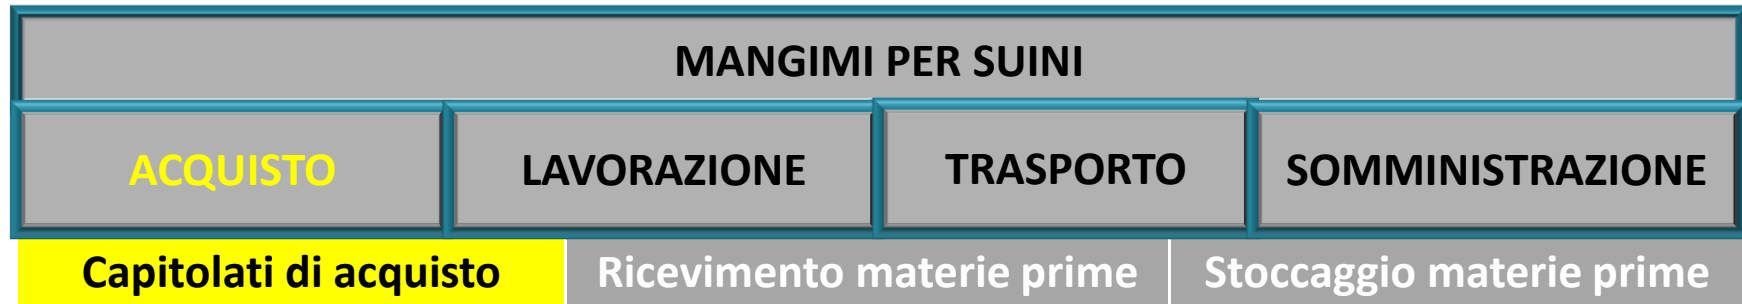 MANGIMI PER SUINI
ACQUISTO LAVORAZIONE TRASPORTO SOMMINISTRAZIONE
Capitolati di acquisto Ricevimento materie prime Stoccaggio materie prime